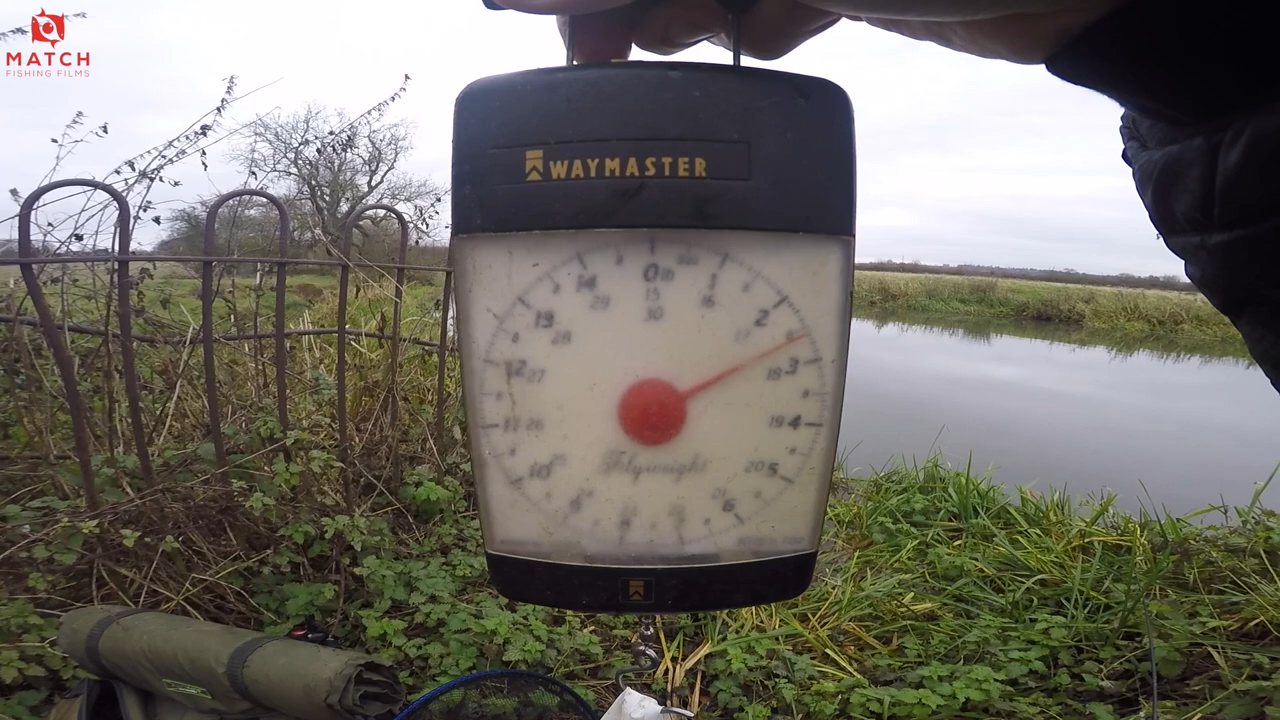 MATCH
FISHING FILMS
WAYMASTER
0 lb
14 1
29 15 16
30
13 2
28
12 27 18 3
11 26 19 4
10 20 5
21
6
Flyweight